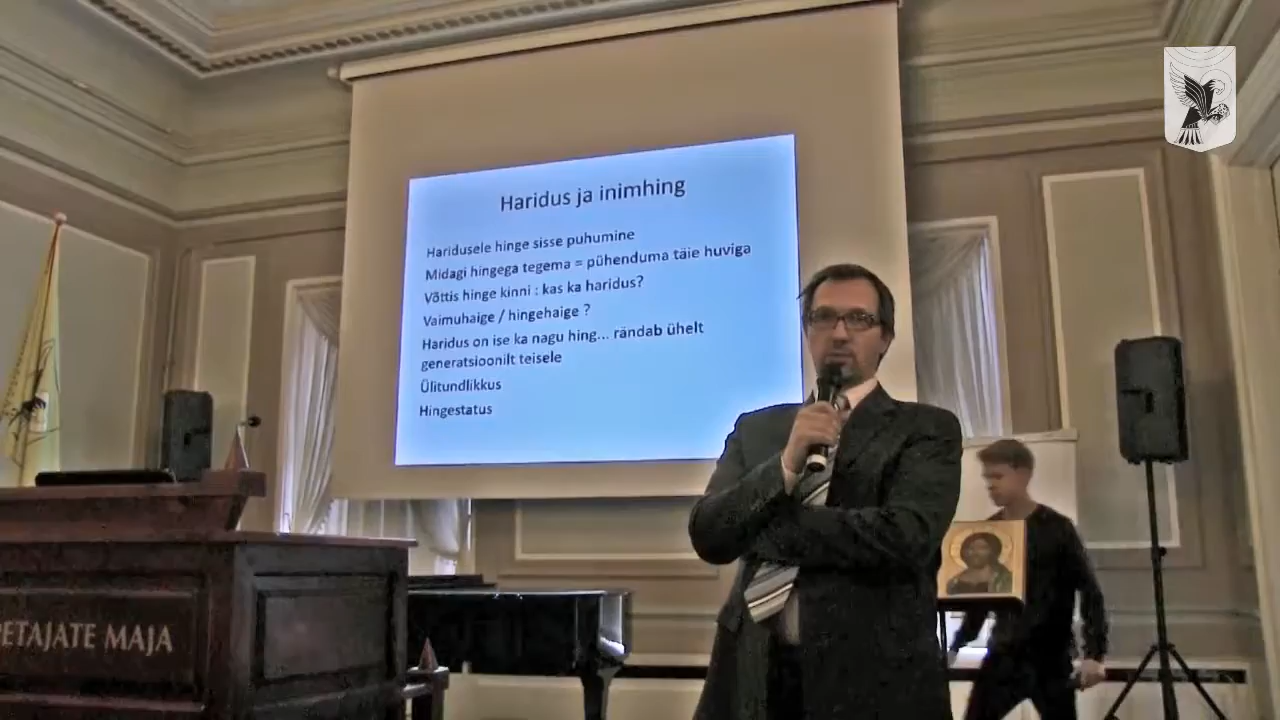 Haridus ja inimhing
Haridusele hinge sisse puhumine
Midagi hingega tegema = pühenduma täie huviga
Võttis hinge kinni : kas ka haridus?
Vaimuhaige / hingehaige ?
Haridus on ise ka nagu hing... rändab ühelt
generatsioonilt teisele
Ülitundlikkus
Hingestatus
PETAJATE MAJA